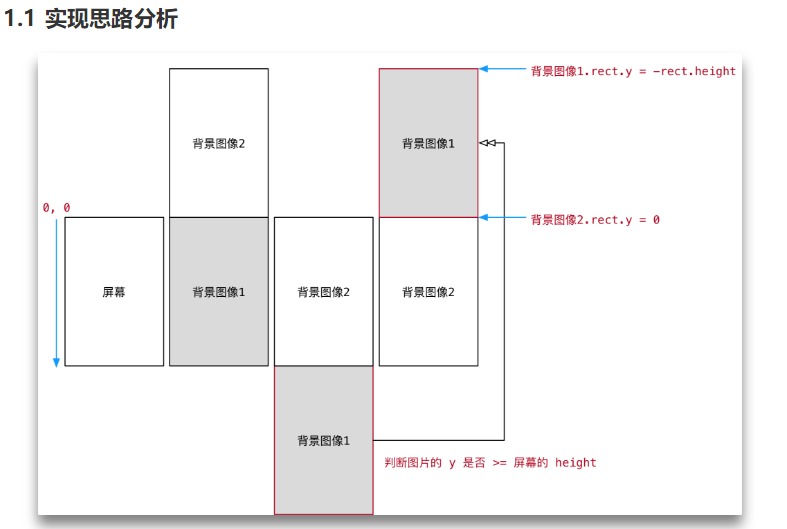 1.1 实现思路分析
背景图像1.rect.y = -rect.height
背景图像2
背景图像1
0, 0
背景图像2.rect.y = 0
屏幕
背景图像1
背景图像2
背景图像2
背景图像1
判断图片的 y 是否 >= 屏幕的 height